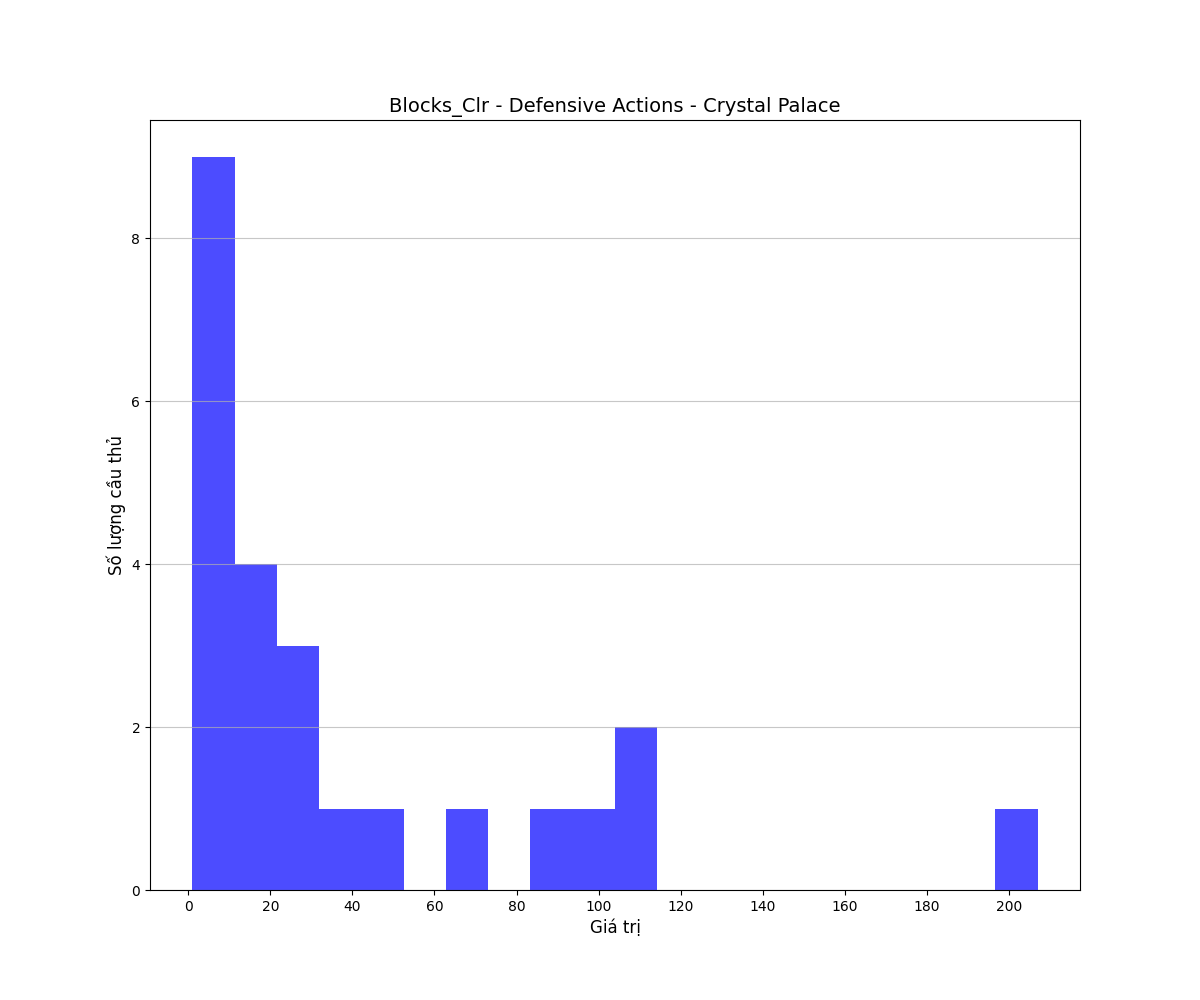 Blocks_Clr - Defensive Actions - Crystal Palace
Số lượng cầu thủ
8
6
4
2
0
0 20 40 60 80 100 120 140 160 180 200
Giá trị